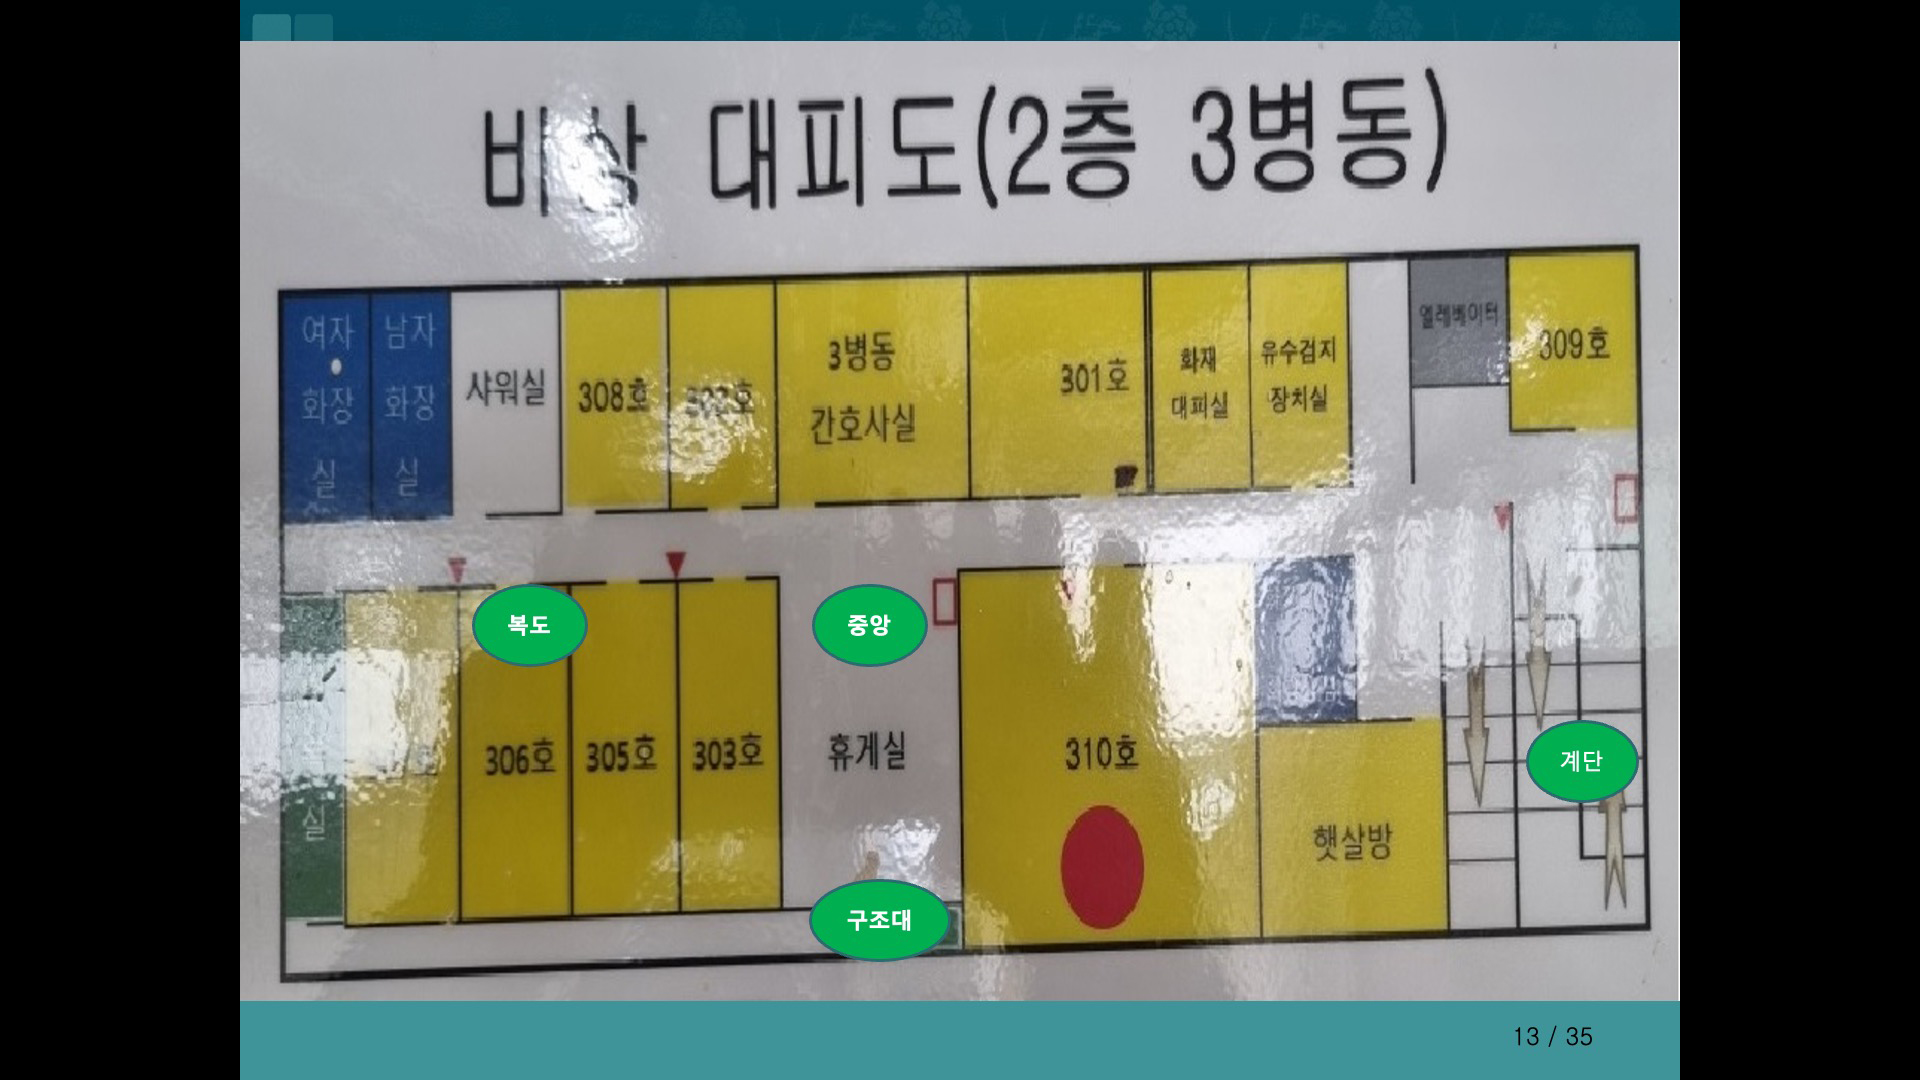 비상 대피도(2층 3병동)
여자
화장
실
남자
화장
실
샤워실
308호
302호
3병동
간호사실
301호
화재
대피실
유수검지
장치실
엘레베이터
309호
복도
중앙
306호
305호
303호
휴게실
310호
햇살방
계단
실
구조대
13 / 35